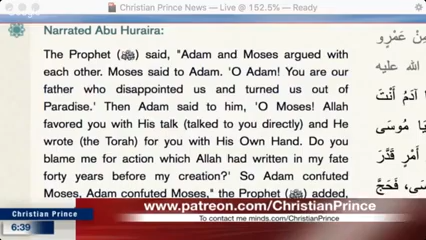 Christian Prince News — Live @ 152.5% — Ready
Narrated Abu Huraira:
The Prophet (ﷺ) said, "Adam and Moses argued with
each other. Moses said to Adam. 'O Adam! You are our
father who disappointed us and turned us out of
Paradise.' Then Adam said to him, 'O Moses! Allah
favored you with His talk (talked to you directly) and He
wrote (the Torah) for you with His Own Hand. Do you
blame me for action which Allah had written in my fate
forty years before my creation?' So Adam confuted
Moses, Adam confuted Moses," the Prophet (ﷺ) added,
مِنْ عَمْرٍو
الله عليه
يَا آدَمُ أَنْتَ
يَا مُوسَى
أَمْرٍ قَدَّرَ
ـى، فَحَجَّ
Christian Prince
6:39
www.patreon.com/ChristianPrince
To contact me minds.com/ChristianPrince